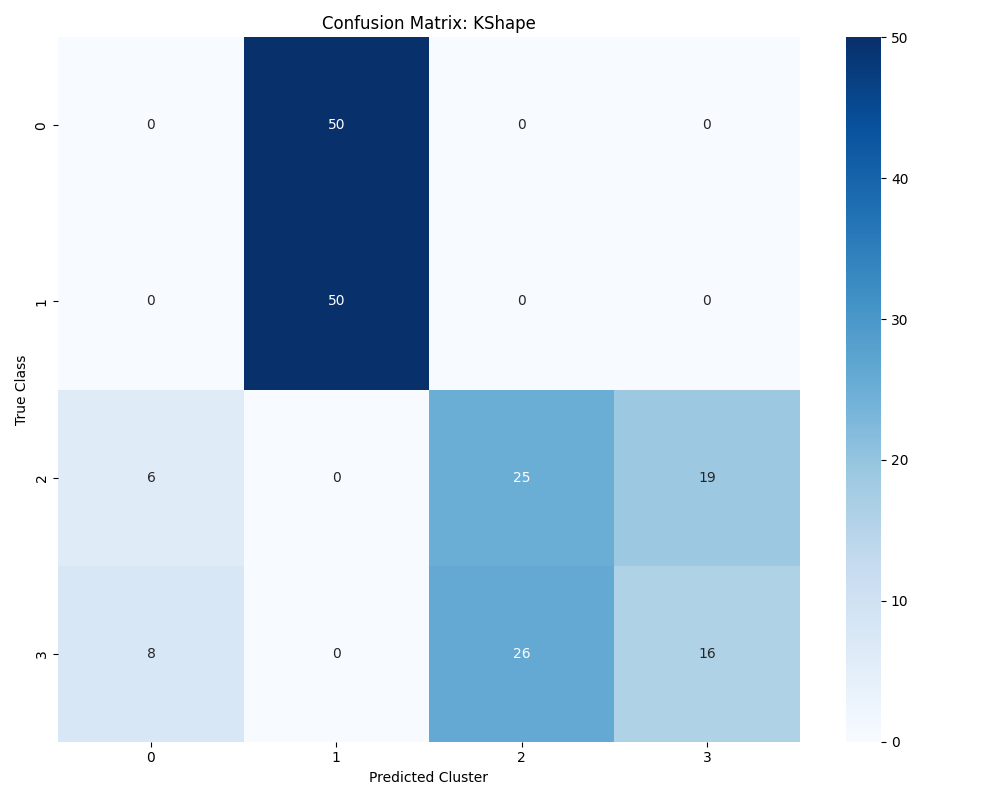 Confusion Matrix: KShape
0 0 50 0 0
1 0 50 0 0
2 6 0 25 19
3 8 0 26 16
0 1 2 3
Predicted Cluster
True Class
50
40
30
20
10
0